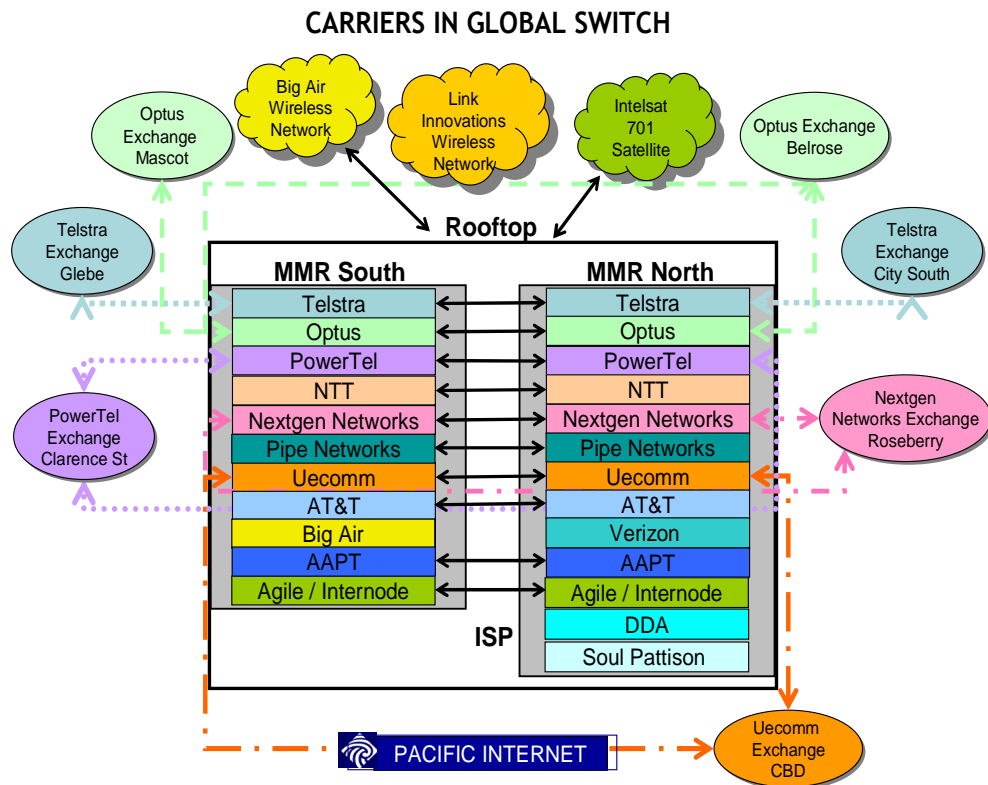 CARRIERS IN GLOBAL SWITCH
Big Air
Wireless
Network
Link
Innovations
Wireless
Network
Intelsat
701
Satellite
Optus
Exchange
Mascot
Optus Exchange
Belrose
Telstra
Exchange
Glebe
Rooftop
Telstra
Exchange
City South
MMR South
MMR North
Telstra
Telstra
Optus
Optus
PowerTel
PowerTel
NTT
NTT
Nextgen Networks
Nextgen Networks
Pipe Networks
Pipe Networks
Uecomm
Uecomm
AT&T
AT&T
Big Air
Verizon
AAPT
AAPT
Agile / Internode
Agile / Internode
DDA
Soul Pattison
ISP
PowerTel
Exchange
Clarence St
Nextgen
Networks Exchange
Roseberry
PACIFIC INTERNET
Uecomm
Exchange
CBD